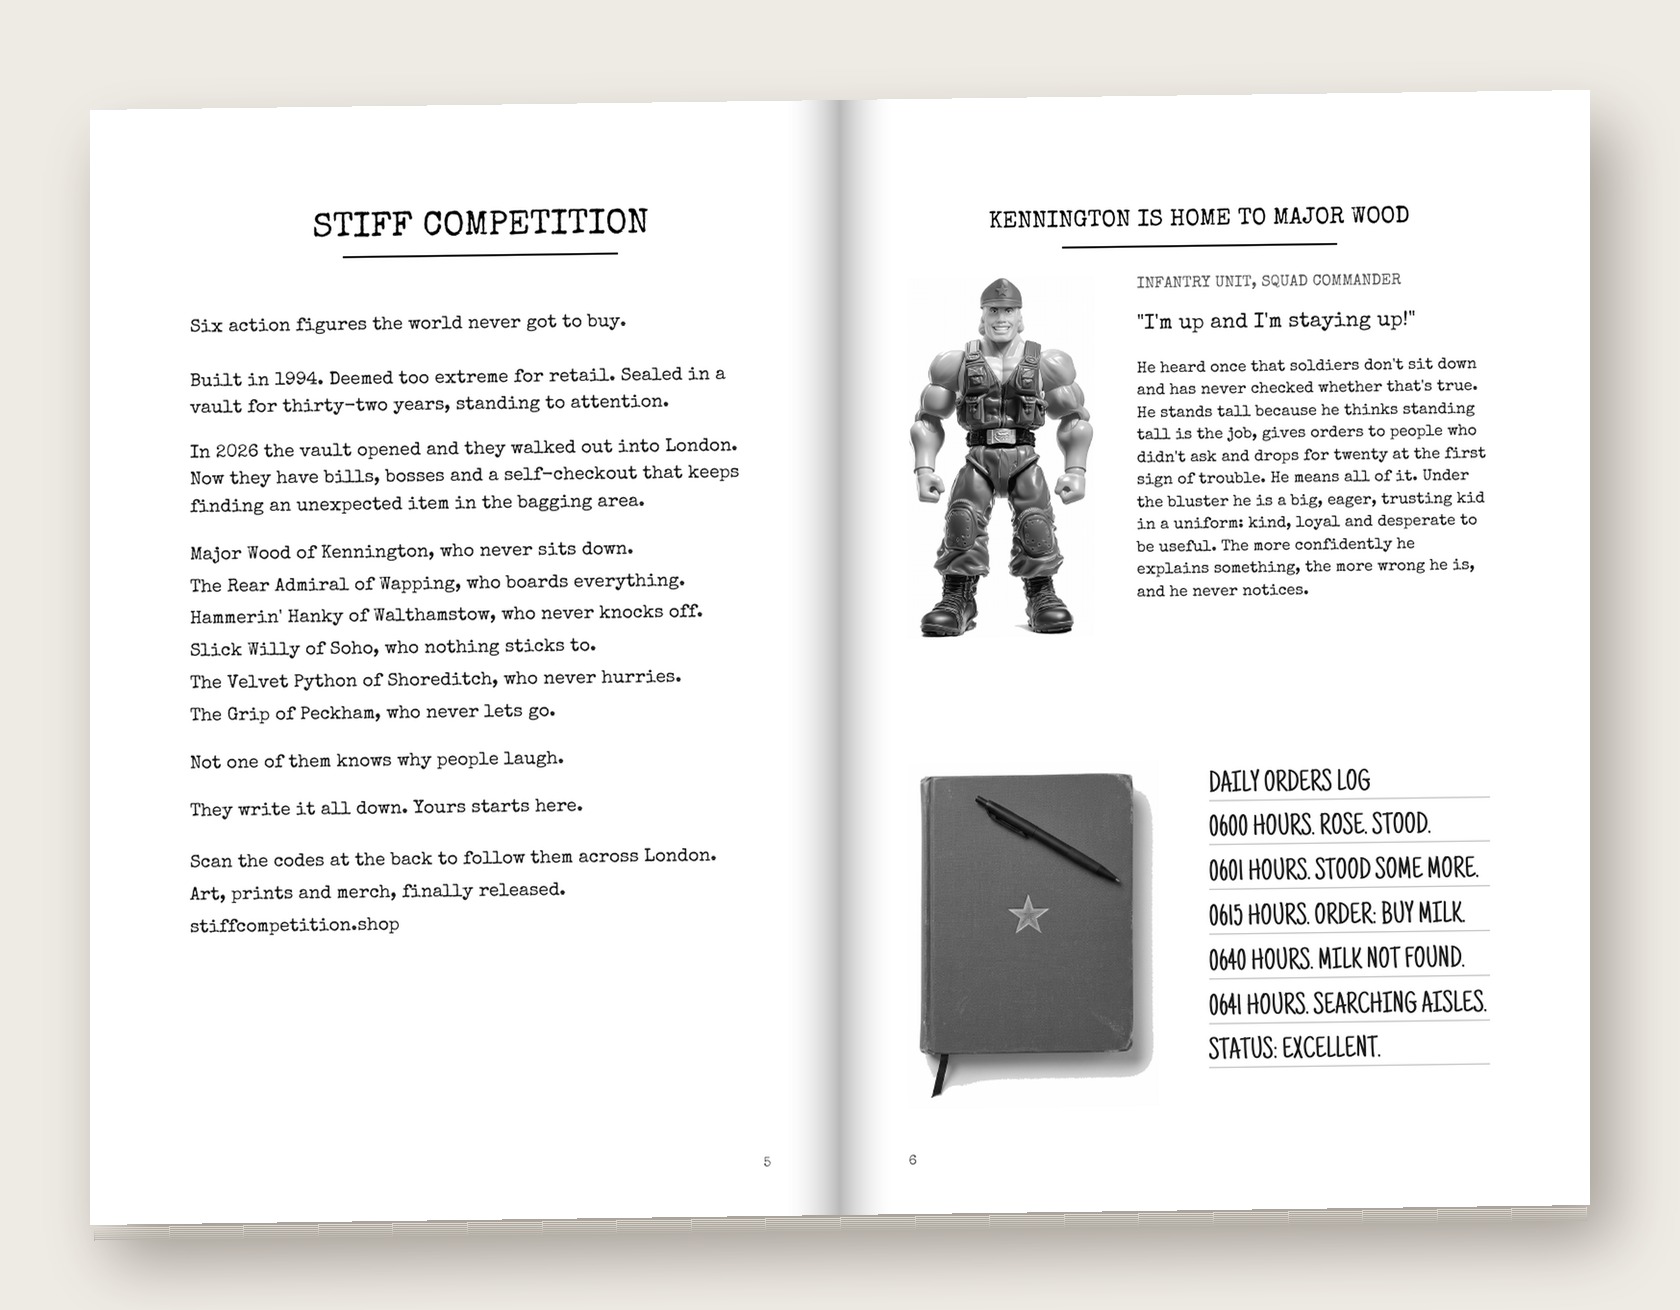 STIFF COMPETITION
Six action figures the world never got to buy.
Built in 1994. Deemed too extreme for retail. Sealed in a
vault for thirty-two years, standing to attention.
In 2026 the vault opened and they walked out into London.
Now they have bills, bosses and a self-checkout that keeps
finding an unexpected item in the bagging area.
Major Wood of Kennington, who never sits down.
The Rear Admiral of Wapping, who boards everything.
Hammerin' Hanky of Walthamstow, who never knocks off.
Slick Willy of Soho, who nothing sticks to.
The Velvet Python of Shoreditch, who never hurries.
The Grip of Peckham, who never lets go.
Not one of them knows why people laugh.
They write it all down. Yours starts here.
Scan the codes at the back to follow them across London.
Art, prints and merch, finally released.
stiffcompetition.shop
5
KENNINGTON IS HOME TO MAJOR WOOD
INFANTRY UNIT, SQUAD COMMANDER
"I'm up and I'm staying up!"
He heard once that soldiers don't sit down
and has never checked whether that's true.
He stands tall because he thinks standing
tall is the job, gives orders to people who
didn't ask and drops for twenty at the first
sign of trouble. He means all of it. Under
the bluster he is a big, eager, trusting kid
in a uniform: kind, loyal and desperate to
be useful. The more confidently he
explains something, the more wrong he is,
and he never notices.
DAILY ORDERS LOG
0600 HOURS. ROSE. STOOD.
0601 HOURS. STOOD SOME MORE.
0615 HOURS. ORDER: BUY MILK.
0640 HOURS. MILK NOT FOUND.
0641 HOURS. SEARCHING AISLES.
STATUS: EXCELLENT.
6